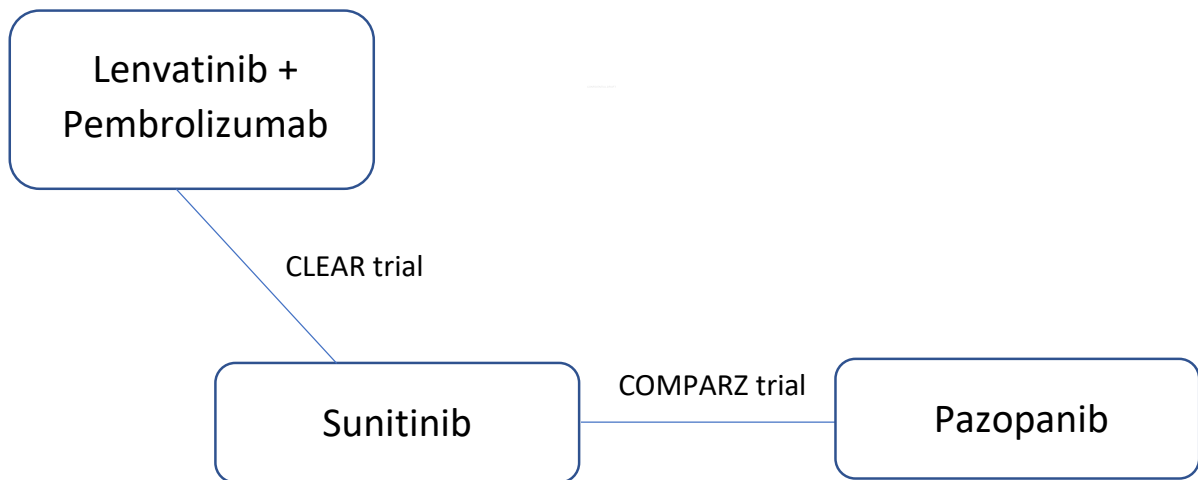 Lenvatinib +
Pembrolizumab
CLEAR trial
COMPARZ trial
Sunitinib
Pazopanib